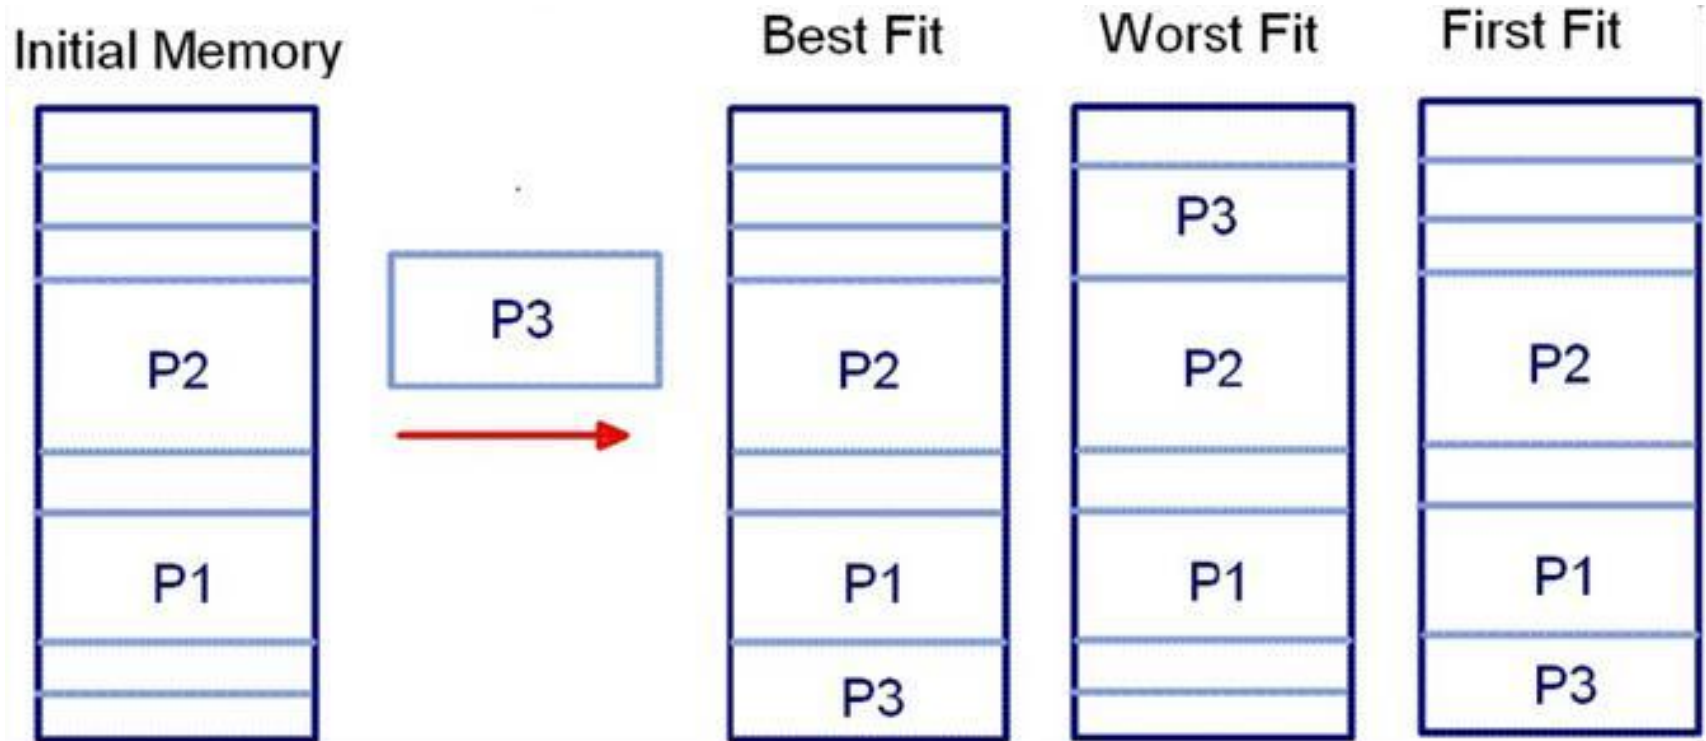 Initial Memory
P2
P1
P3
Best Fit
P2
P1
P3
Worst Fit
P3
P2
P1
First Fit
P2
P1
P3